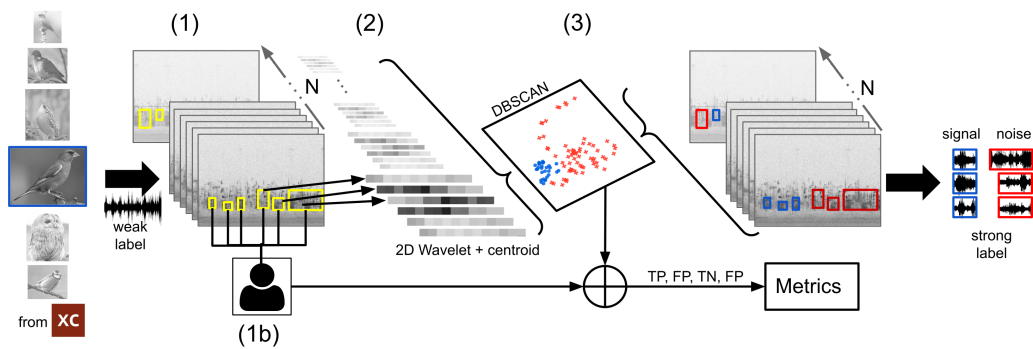 (1)
(2)
(3)
N
DBSCAN
N
signal noise
weak
label
2D Wavelet + centroid
strong
label
TP, FP, TN, FP
Metrics
from XC
(1b)